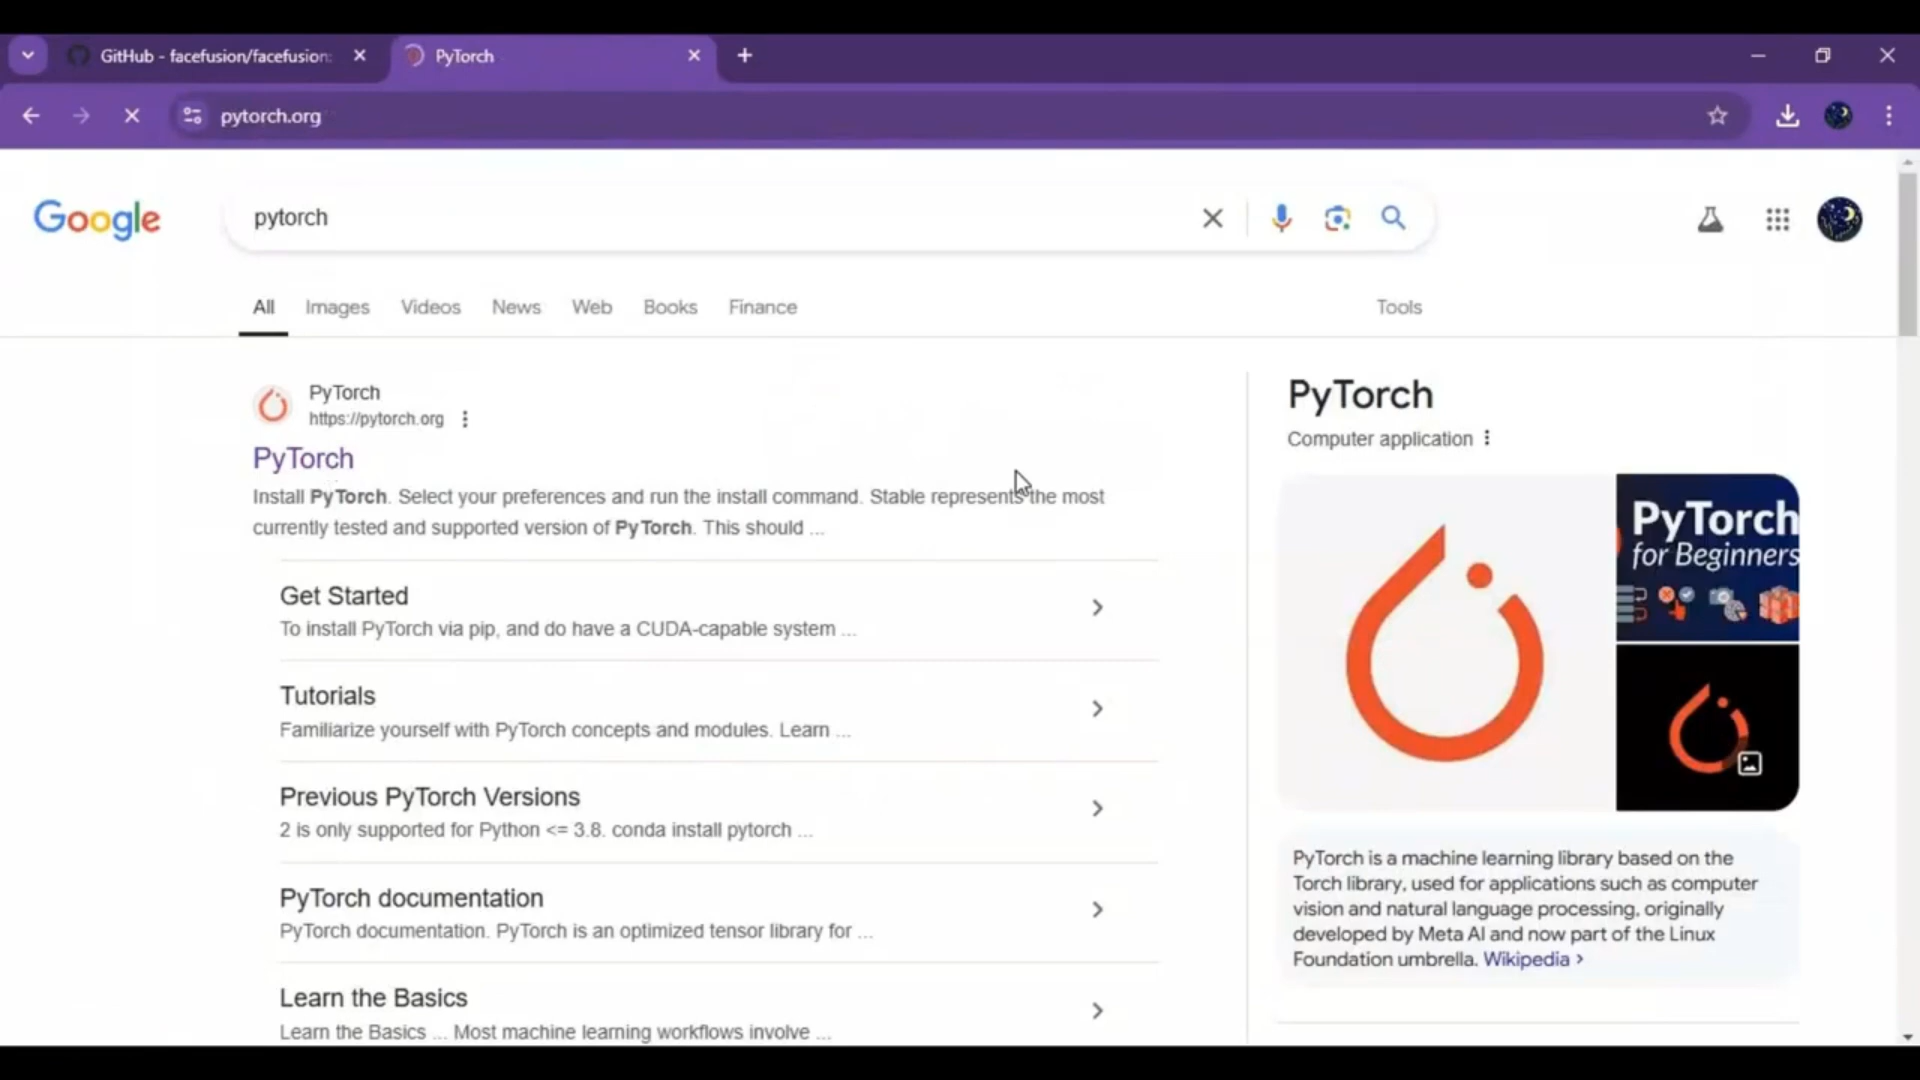 GitHub - facefusion/facefusion:
PyTorch
pytorch.org
Google
pytorch
All
Images
Videos
News
Web
Books
Finance
Tools
PyTorch
https://pytorch.org
PyTorch
Install PyTorch. Select your preferences and run the install command. Stable represents the most
currently tested and supported version of PyTorch. This should ...
Get Started
To install PyTorch via pip, and do have a CUDA-capable system ...
Tutorials
Familiarize yourself with PyTorch concepts and modules. Learn ...
Previous PyTorch Versions
2 is only supported for Python <= 3.8. conda install pytorch ...
PyTorch documentation
PyTorch documentation. PyTorch is an optimized tensor library for ...
Learn the Basics
Learn the Basics ... Most machine learning workflows involve ...
PyTorch
Computer application
PyTorch
for Beginners
PyTorch is a machine learning library based on the
Torch library, used for applications such as computer
vision and natural language processing, originally
developed by Meta AI and now part of the Linux
Foundation umbrella. Wikipedia >